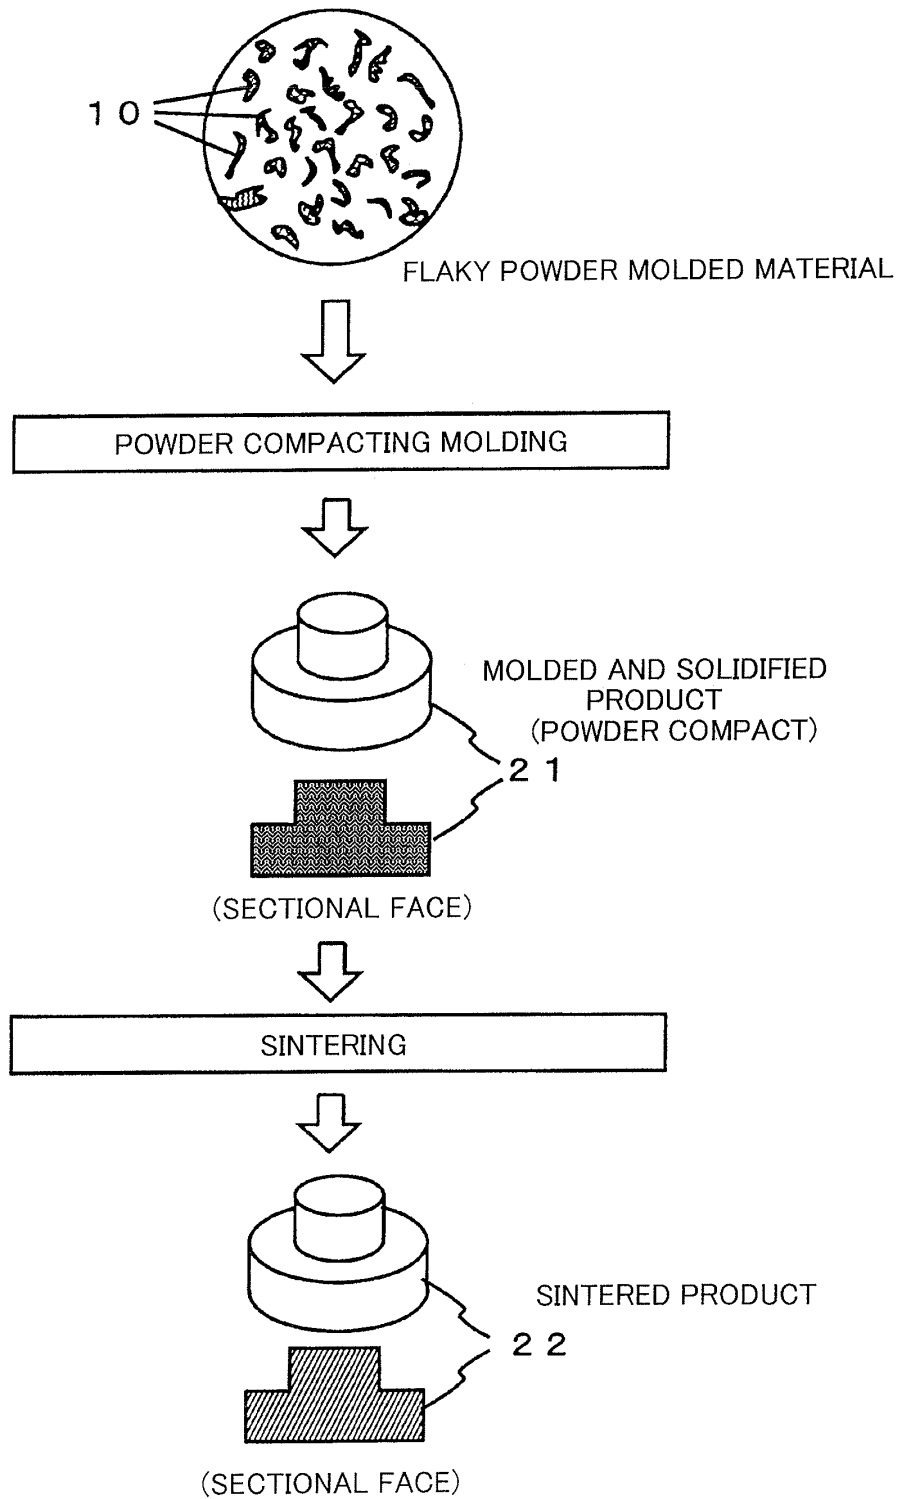 10
FLAKY POWDER MOLDED MATERIAL
POWDER COMPACTING MOLDING
MOLDED AND SOLIDIFIED
PRODUCT
(POWDER COMPACT)
21
(SECTIONAL FACE)
SINTERING
SINTERED PRODUCT
22
(SECTIONAL FACE)